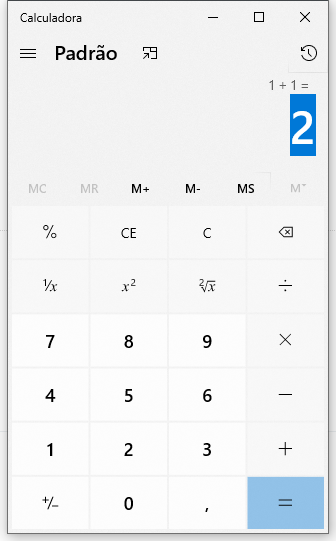 Calculadora
Padrão
1 + 1 =
2
MC MR M+ M- MS M˅
% CE C
¹/x x² ²√x ÷
7 8 9 ×
4 5 6 −
1 2 3 +
+/− 0 , =